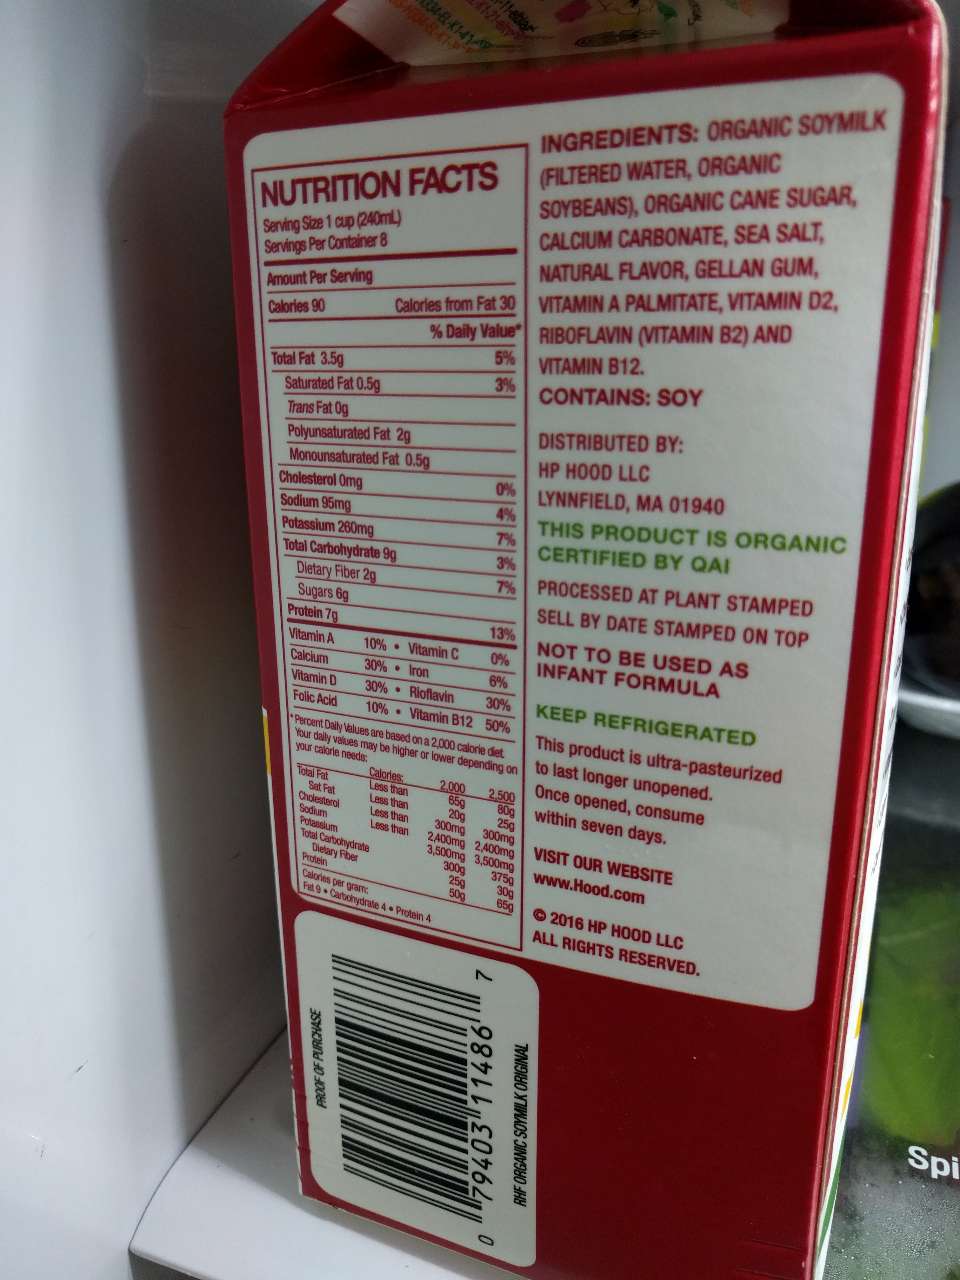 NUTRITION FACTS
Serving Size 1 cup (240mL)
Servings Per Container 8
Amount Per Serving
Calories 90 Calories from Fat 30
% Daily Value*
Total Fat 3.5g 5%
Saturated Fat 0.5g 3%
Trans Fat 0g
Polyunsaturated Fat 2g
Monounsaturated Fat 0.5g
Cholesterol 0mg 0%
Sodium 95mg 4%
Potassium 260mg 7%
Total Carbohydrate 9g 3%
Dietary Fiber 2g 7%
Sugars 6g
Protein 7g 13%
Vitamin A 10% • Vitamin C 0%
Calcium 30% • Iron 6%
Vitamin D 30% • Rioflavin 30%
Folic Acid 10% • Vitamin B12 50%
*Percent Daily Values are based on a 2,000 calorie diet.
Your daily values may be higher or lower depending on
your calorie needs:
Calories: 2,000 2,500
Total Fat Less than 65g 80g
Sat Fat Less than 20g 25g
Cholesterol Less than 300mg 300mg
Sodium Less than 2,400mg 2,400mg
Potassium 3,500mg 3,500mg
Total Carbohydrate 300g 375g
Dietary Fiber 25g 30g
Protein 50g 65g
Calories per gram:
Fat 9 • Carbohydrate 4 • Protein 4
INGREDIENTS: ORGANIC SOYMILK
(FILTERED WATER, ORGANIC
SOYBEANS), ORGANIC CANE SUGAR,
CALCIUM CARBONATE, SEA SALT,
NATURAL FLAVOR, GELLAN GUM,
VITAMIN A PALMITATE, VITAMIN D2,
RIBOFLAVIN (VITAMIN B2) AND
VITAMIN B12.
CONTAINS: SOY
DISTRIBUTED BY:
HP HOOD LLC
LYNNFIELD, MA 01940
THIS PRODUCT IS ORGANIC
CERTIFIED BY QAI
PROCESSED AT PLANT STAMPED
SELL BY DATE STAMPED ON TOP
NOT TO BE USED AS
INFANT FORMULA
KEEP REFRIGERATED
This product is ultra-pasteurized
to last longer unopened.
Once opened, consume
within seven days.
VISIT OUR WEBSITE
www.Hood.com
© 2016 HP HOOD LLC
ALL RIGHTS RESERVED.
PROOF OF PURCHASE
0 79403 11486 7
RHF ORGANIC SOYMILK ORIGINAL
Spi